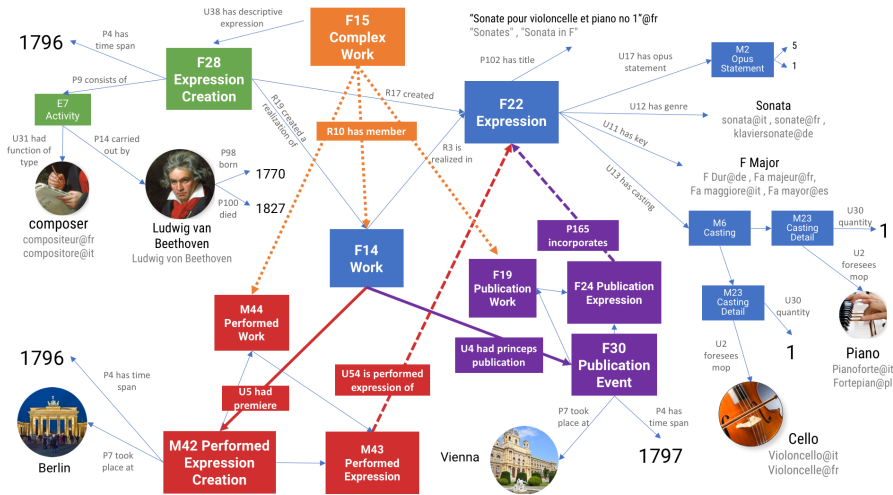 U38 has descriptive
expression
F15
Complex
Work
"Sonate pour violoncelle et piano no 1"@fr
"Sonates" , "Sonata in F"
1796
P4 has
time span
F28
Expression
Creation
P102 has title
U17 has opus
statement
M2
Opus
Statement
5
1
P9 consists of
R17 created
F22
Expression
E7
Activity
R19 created a
realization of
R10 has member
U12 has genre
Sonata
sonata@it , sonate@fr ,
klaviersonate@de
U11 has key
U31 had
function of
type
P14 carried
out by
R3 is
realized in
F Major
F Dur@de , Fa majeur@fr,
Fa maggiore@it , Fa mayor@es
P98
born
1770
U13 has casting
P100
died
1827
composer
compositeur@fr
compositore@it
Ludwig van
Beethoven
Ludwig van Beethoven
F14
Work
P165
incorporates
M6
Casting
M23
Casting
Detail
U30
quantity
1
F19
Publication
Work
F24 Publication
Expression
U2
foresees
mop
M44
Performed
Work
M23
Casting
Detail
U30
quantity
1
Piano
Pianoforte@it
Fortepian@pl
U4 had princeps
publication
F30
Publication
Event
U2
foresees
mop
1796
P4 has time
span
U5 had
premiere
U54 is performed
expression of
P7 took
place at
P4 has
time span
Berlin
P7 took
place at
M42 Performed
Expression
Creation
M43
Performed
Expression
Vienna
1797
Cello
Violoncello@it
Violoncelle@fr